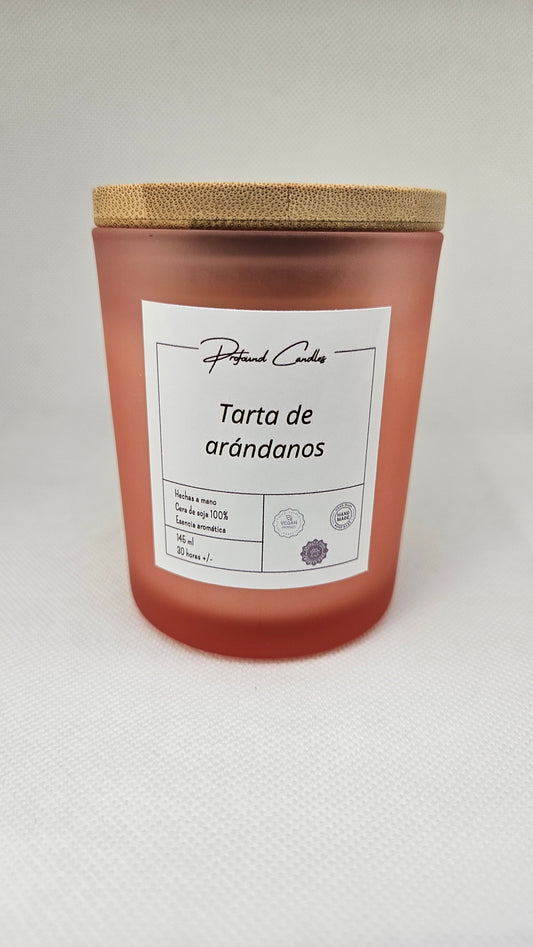 Profound Candles
Tarta de
arándanos
Hechas a mano
Cera de soja 100%
Esencia aromática
145 ml
30 horas +/-
VEGAN
HAND
MADE